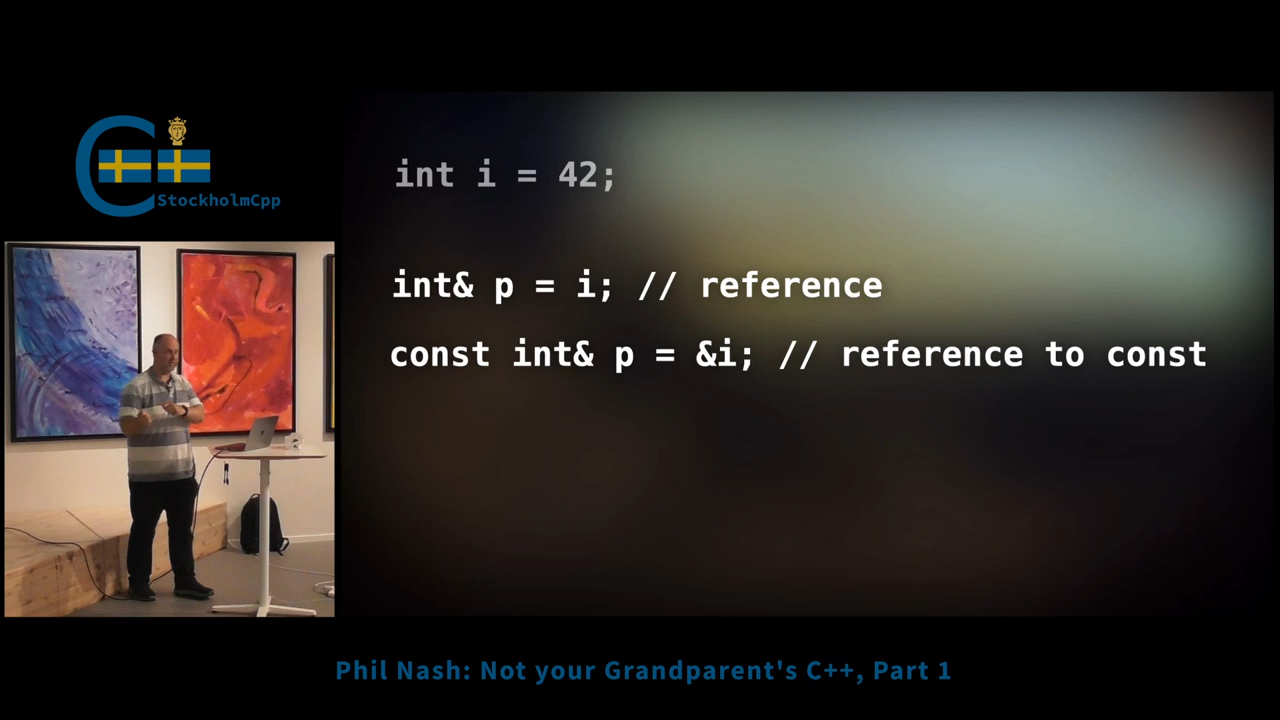 StockholmCpp
int i = 42;
int& p = i; // reference
const int& p = &i; // reference to const
Phil Nash: Not your Grandparent's C++, Part 1